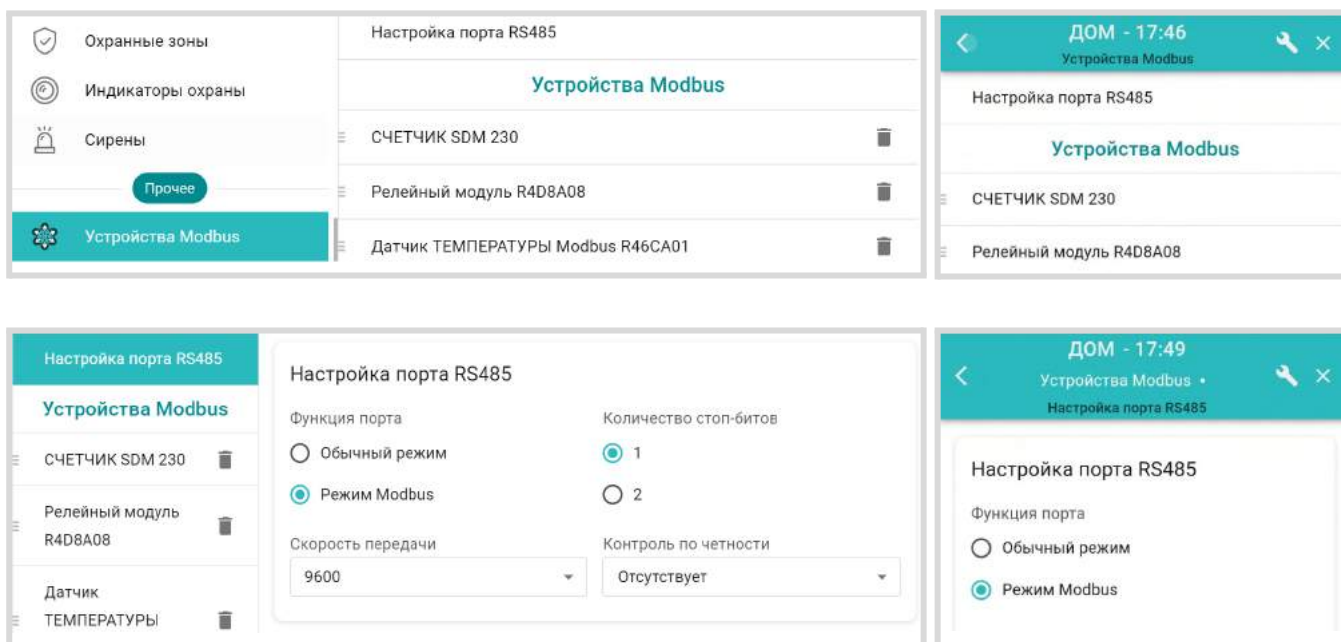 Охранные зоны
Индикаторы охраны
Сирены
Прочее
Устройства Modbus
Настройка порта RS485
Устройства Modbus
СЧЕТЧИК SDM 230
Релейный модуль R4D8A08
Датчик ТЕМПЕРАТУРЫ Modbus R46CA01
ДОМ - 17:46
Устройства Modbus
Настройка порта RS485
Устройства Modbus
СЧЕТЧИК SDM 230
Релейный модуль R4D8A08
Настройка порта RS485
Устройства Modbus
СЧЕТЧИК SDM 230
Релейный модуль
R4D8A08
Датчик
ТЕМПЕРАТУРЫ
Настройка порта RS485
Функция порта
Обычный режим
Режим Modbus
Количество стоп-битов
1
2
Скорость передачи
9600
Контроль по четности
Отсутствует
ДОМ - 17:49
Устройства Modbus •
Настройка порта RS485
Настройка порта RS485
Функция порта
Обычный режим
Режим Modbus